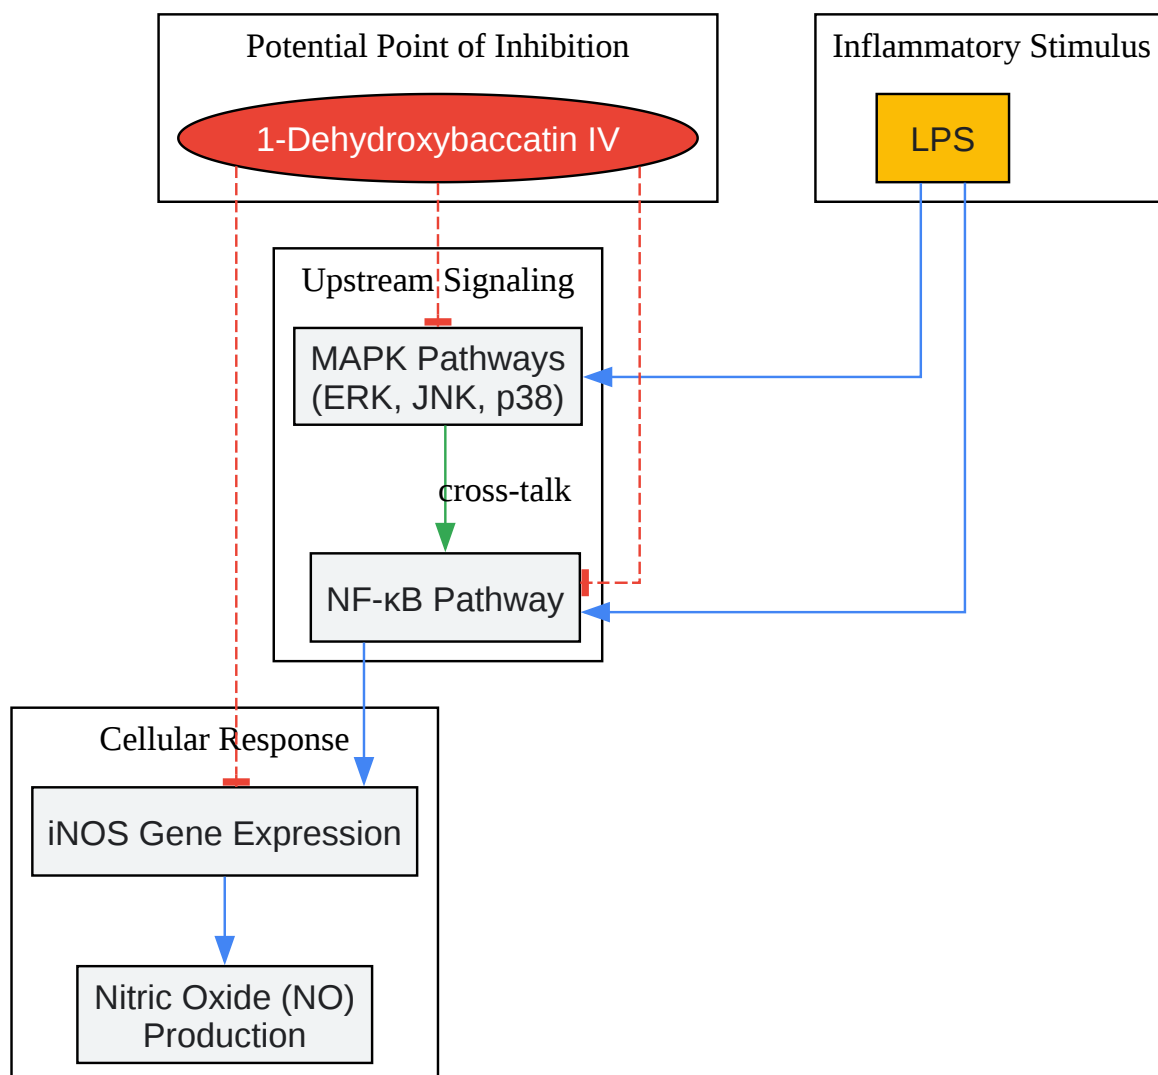 Potential Point of Inhibition
1-Dehydroxybaccatin IV
Inflammatory Stimulus
LPS
Upstream Signaling
MAPK Pathways
(ERK, JNK, p38)
cross-talk
NF-κB Pathway
Cellular Response
iNOS Gene Expression
Nitric Oxide (NO)
Production